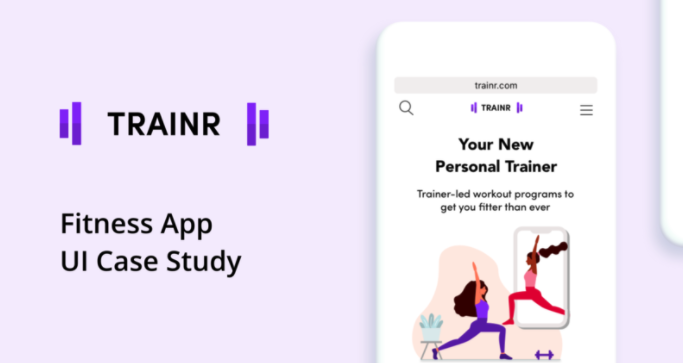 TRAINR
Fitness App
UI Case Study
trainr.com
TRAINR
Your New
Personal Trainer
Trainer-led workout programs to
get you fitter than ever